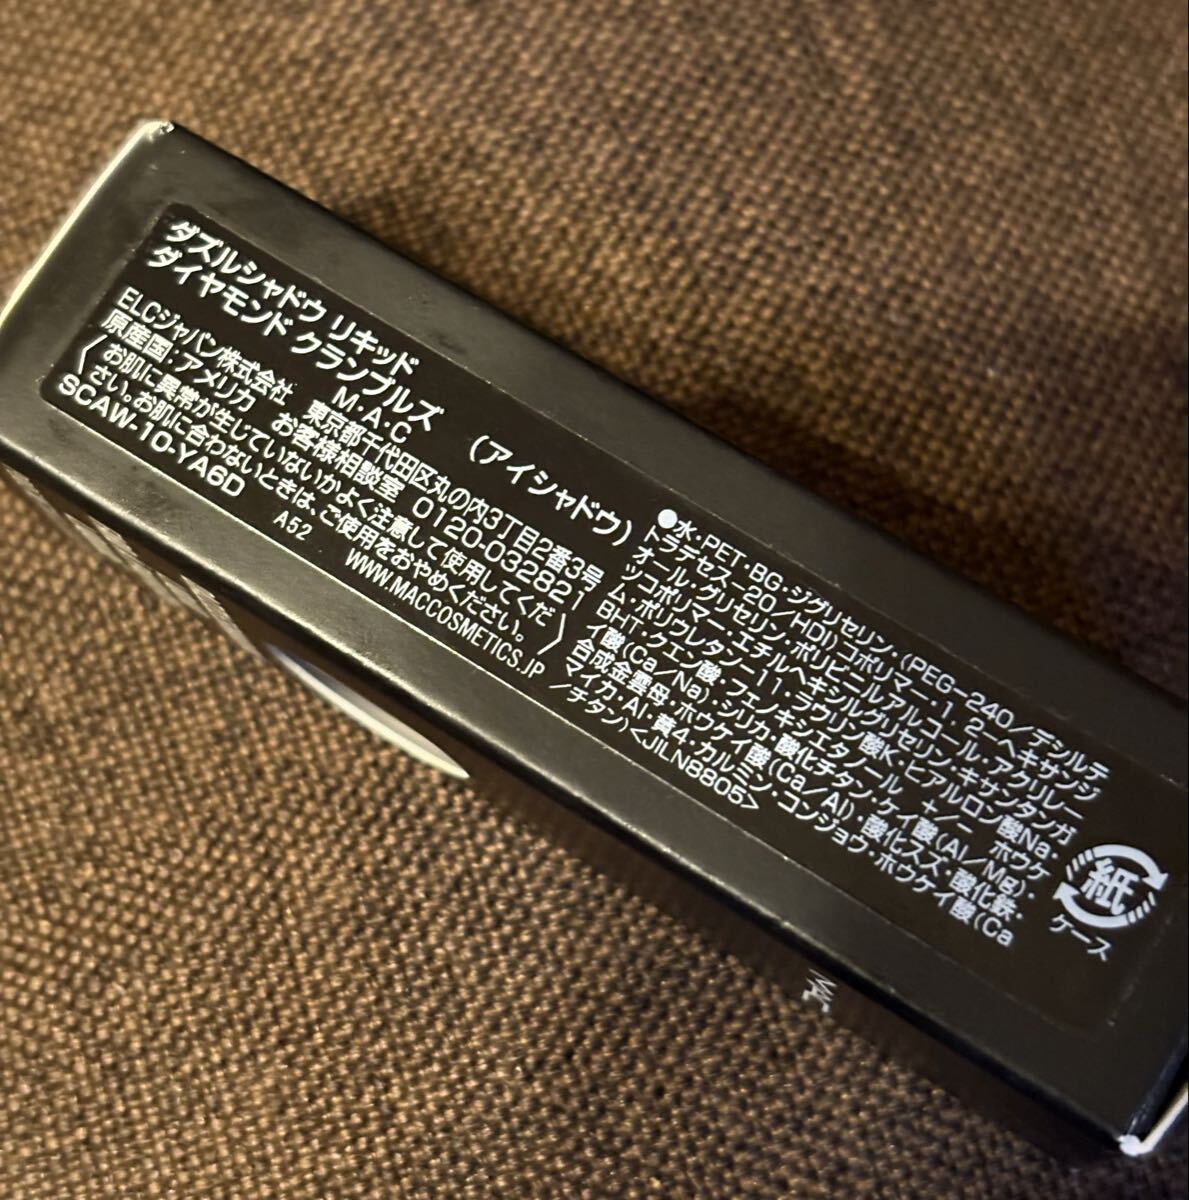 ダズルシャドウ リキッド
ダイヤモンド クランブルズ (アイシャドウ)
M・A・C
ELCジャパン株式会社 東京都千代田区丸の内3丁目2番3号
原産国:アメリカ お客様相談室 0120-032821
お肌に異常が生じていないかよく注意して使用してくだ
さい。お肌に合わないときは、ご使用をおやめください。
SCAW-10-YA6D
A52 WWW.MACCOSMETICS.JP
●水・PET・BG・ジグリセリン・(PEG-240/デシルテ
トラデセス-20/HDI)コポリマー・1,2-ヘキサンジ
オール・グリセリン・ポリビニルアルコール・アクリレー
ツコポリマー・エチルヘキシルグリセリン・キサンタンガ
ム・ポリウレタン-11・ラウリン酸K・ヒアルロン酸Na・
BHT・クエン酸・フェノキシエタノール +/- ホウケ
イ酸(Ca/Na)・シリカ・酸化チタン・ケイ酸(Al/Mg)・
合成金雲母・ホウケイ酸(Ca/Al)・酸化スズ・酸化鉄・
マイカ・Al・黄4・カルミン・コンジョウ・ホウケイ酸(Ca
/チタン)<JILN8805>
紙
ケース
MAC